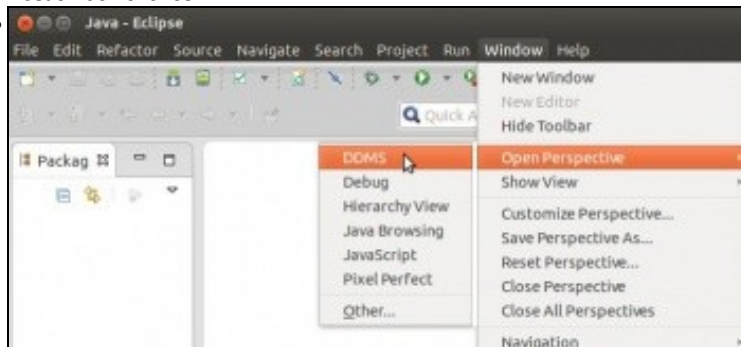 Java - Eclipse
File Edit Refactor Source Navigate Search Project Run Window Help
New Window
New Editor
Hide Toolbar
Quick A
Packag
DDMS
Debug
Hierarchy View
Java Browsing
JavaScript
Pixel Perfect
Other...
Open Perspective
Show View
Customize Perspective...
Save Perspective As...
Reset Perspective...
Close Perspective
Close All Perspectives
Navigation